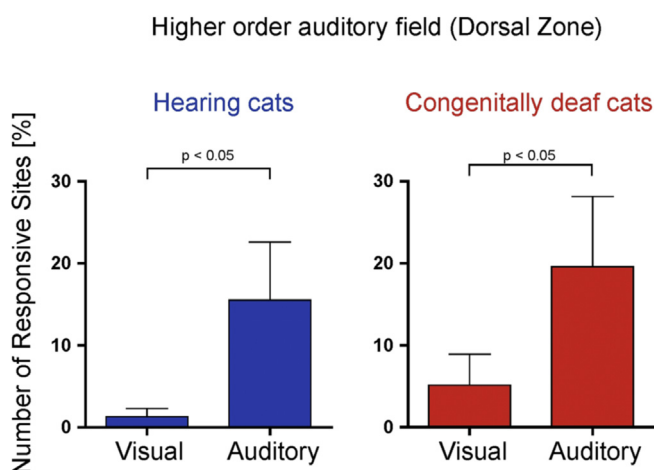 Higher order auditory field (Dorsal Zone)
Hearing cats
Congenitally deaf cats
Number of Responsive Sites [%]
p < 0.05
30
20
10
0
Visual
Auditory
p < 0.05
30
20
10
0
Visual
Auditory